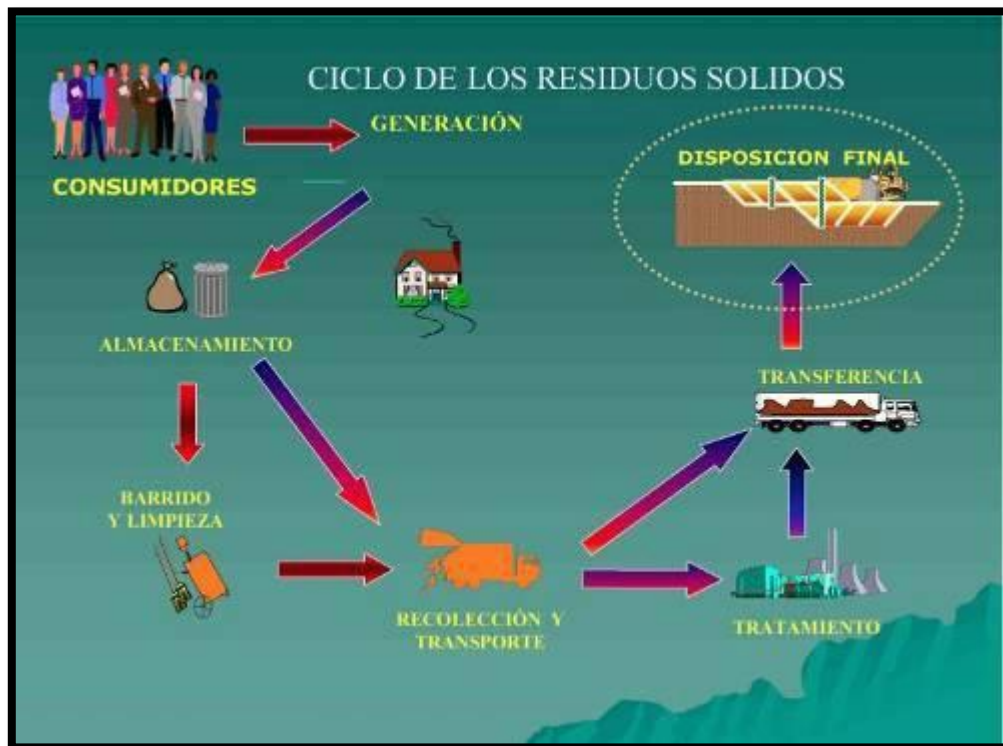 CICLO DE LOS RESIDUOS SOLIDOS
GENERACIÓN
CONSUMIDORES
DISPOSICION FINAL
ALMACENAMIENTO
TRANSFERENCIA
BARRIDO
Y LIMPIEZA
RECOLECCIÓN Y
TRANSPORTE
TRATAMIENTO